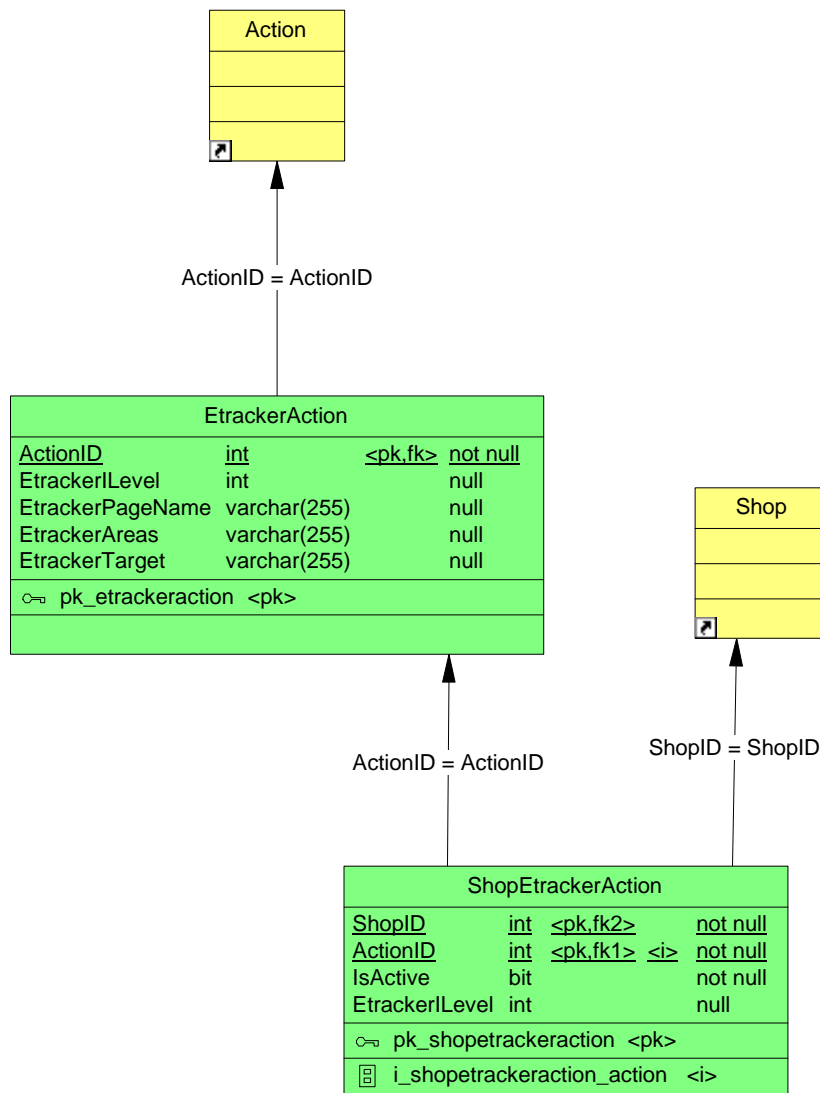 Action
ActionID = ActionID
EtrackerAction
ActionID int <pk,fk> not null
EtrackerILevel int null
EtrackerPageName varchar(255) null
EtrackerAreas varchar(255) null
EtrackerTarget varchar(255) null
pk_etrackeraction <pk>
Shop
ActionID = ActionID
ShopID = ShopID
ShopEtrackerAction
ShopID int <pk,fk2> not null
ActionID int <pk,fk1> <i> not null
IsActive bit not null
EtrackerILevel int null
pk_shopetrackeraction <pk>
i_shopetrackeraction_action <i>